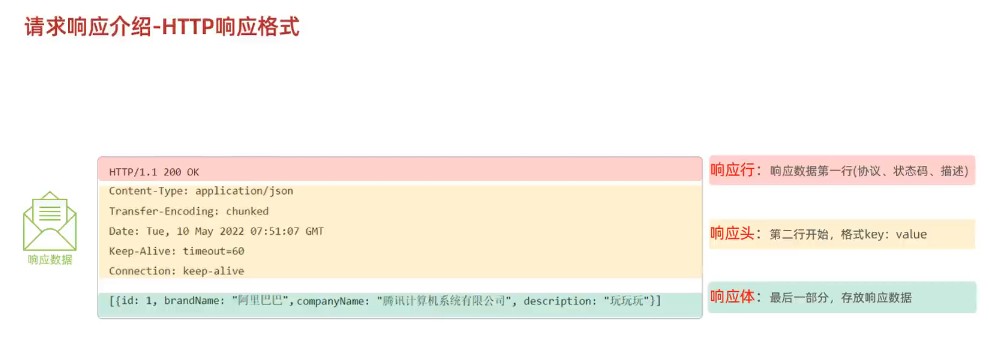 请求响应介绍-HTTP响应格式
HTTP/1.1 200 OK
响应行：响应数据第一行(协议、状态码、描述)
Content-Type: application/json
Transfer-Encoding: chunked
Date: Tue, 10 May 2022 07:51:07 GMT
Keep-Alive: timeout=60
Connection: keep-alive
响应头：第二行开始，格式key：value
响应数据
[{id: 1, brandName: "阿里巴巴",companyName: "腾讯计算机系统有限公司", description: "玩玩玩"}]
响应体：最后一部分，存放响应数据